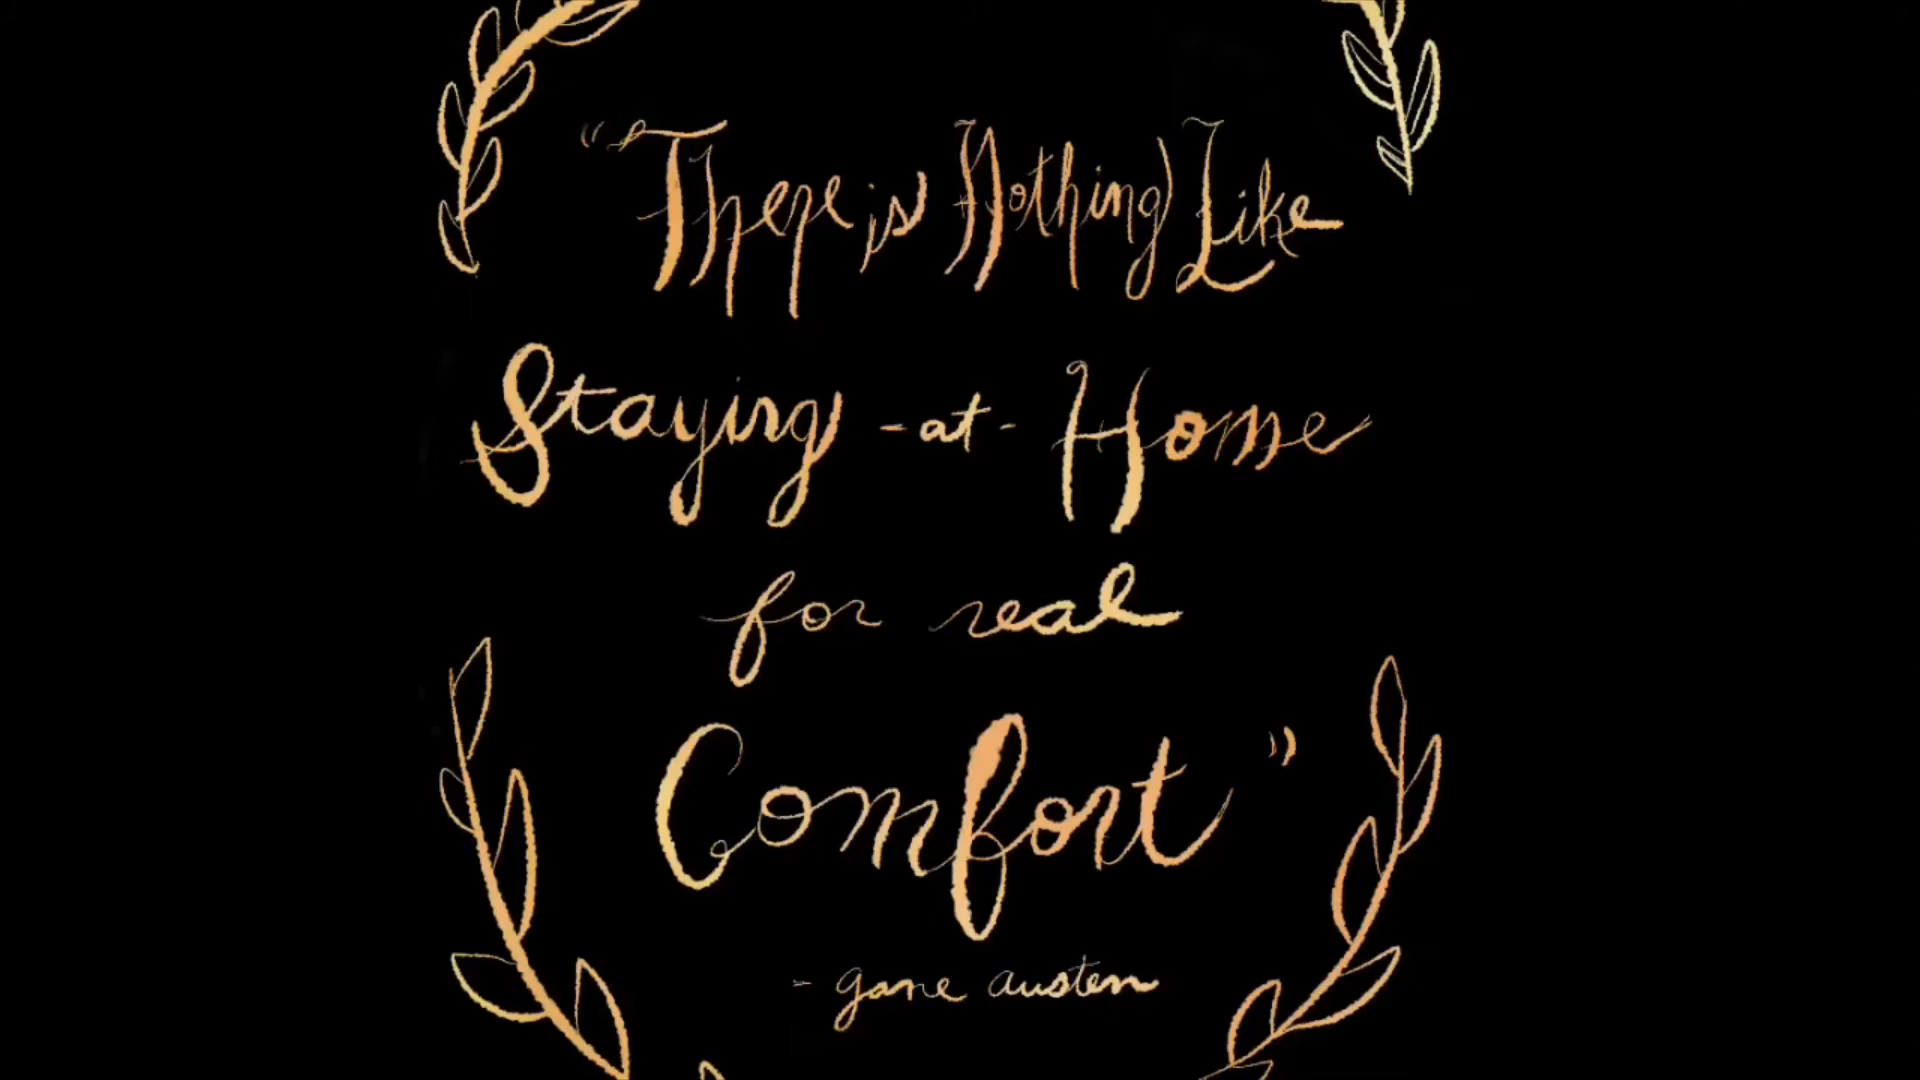 “There is Nothing Like
Staying -at- Home
for real
Comfort”
- Jane Austen